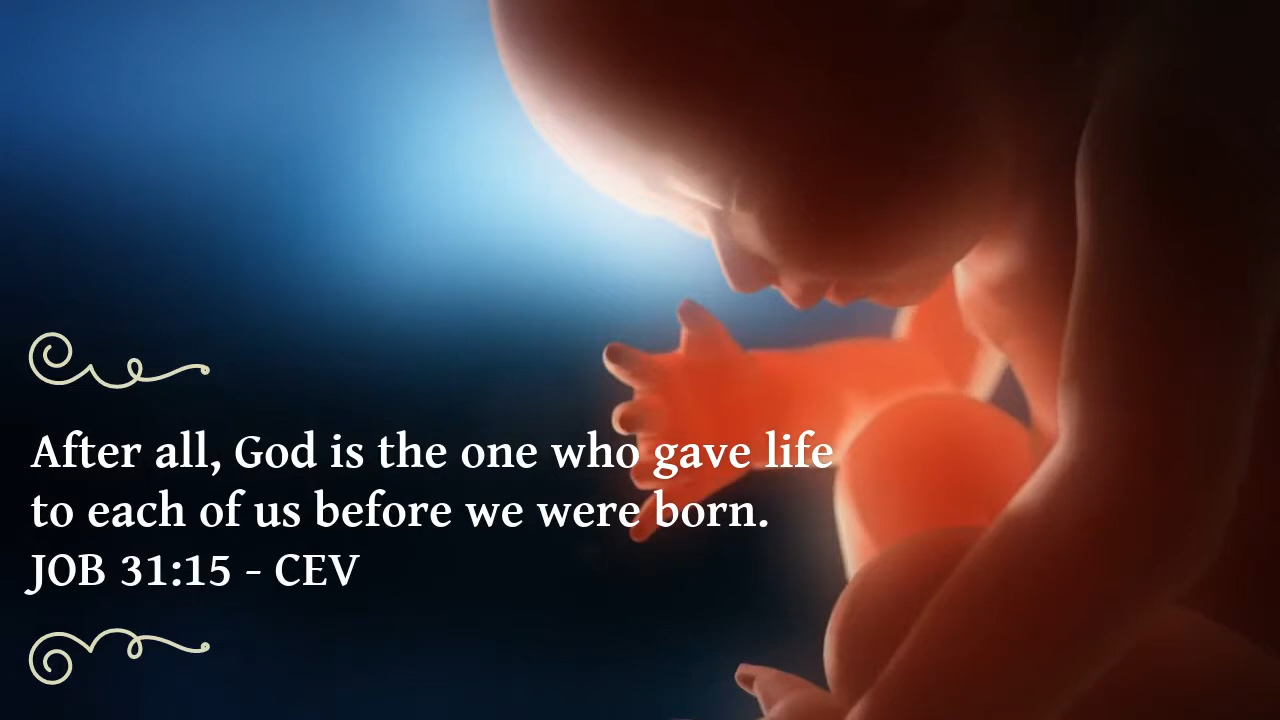 After all, God is the one who gave life
to each of us before we were born.
JOB 31:15 - CEV